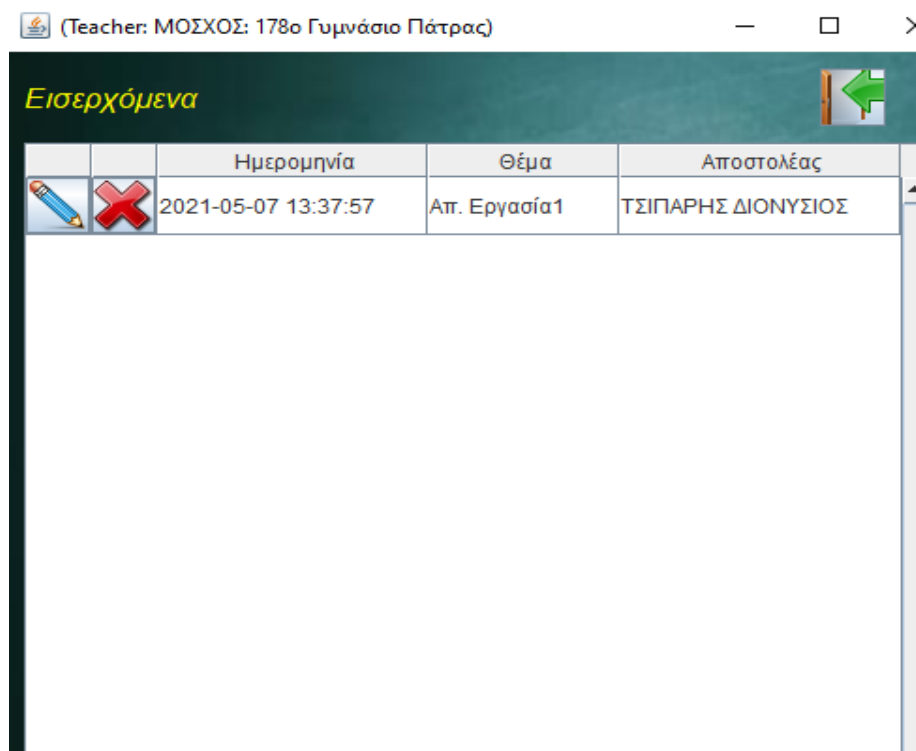 (Teacher: ΜΟΣΧΟΣ: 178ο Γυμνάσιο Πάτρας)
Εισερχόμενα
Ημερομηνία Θέμα Αποστολέας
2021-05-07 13:37:57 Απ. Εργασία1 ΤΣΙΠΑΡΗΣ ΔΙΟΝΥΣΙΟΣ